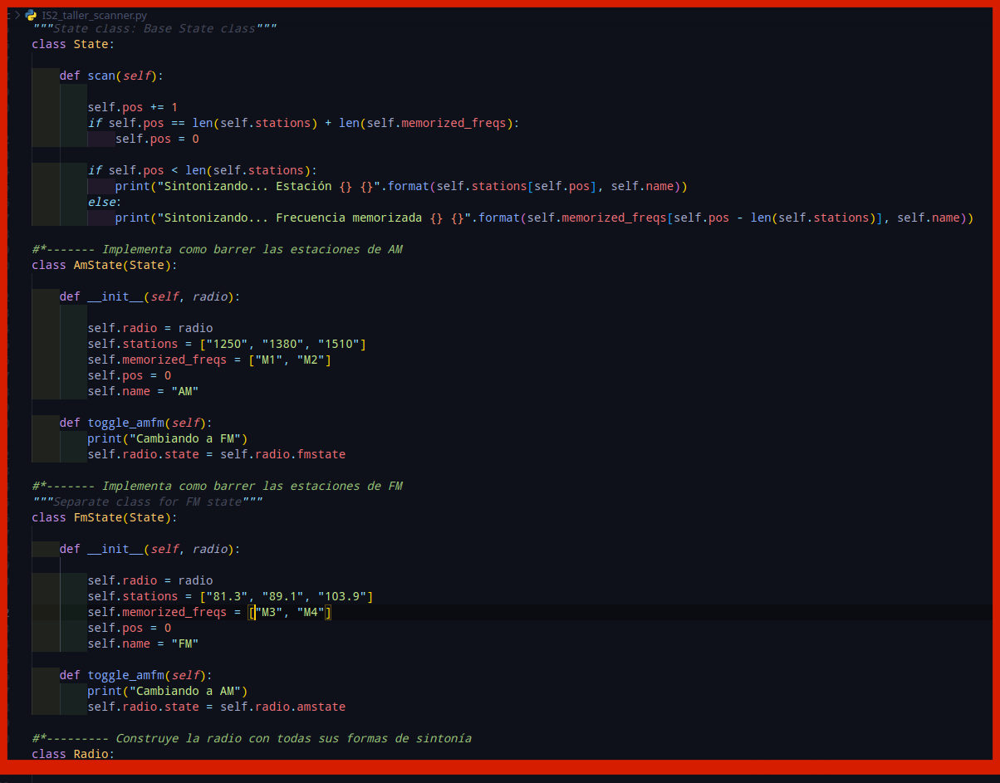 IS2_taller_scanner.py
"""State class: Base State class"""
class State:
def scan(self):
self.pos += 1
if self.pos == len(self.stations) + len(self.memorized_freqs):
self.pos = 0
if self.pos < len(self.stations):
print("Sintonizando... Estación {} {}".format(self.stations[self.pos], self.name))
else:
print("Sintonizando... Frecuencia memorizada {} {}".format(self.memorized_freqs[self.pos - len(self.stations)], self.name))
#*------- Implementa como barrer las estaciones de AM
class AmState(State):
def __init__(self, radio):
self.radio = radio
self.stations = ["1250", "1380", "1510"]
self.memorized_freqs = ["M1", "M2"]
self.pos = 0
self.name = "AM"
def toggle_amfm(self):
print("Cambiando a FM")
self.radio.state = self.radio.fmstate
#*------- Implementa como barrer las estaciones de FM
"""Separate class for FM state"""
class FmState(State):
def __init__(self, radio):
self.radio = radio
self.stations = ["81.3", "89.1", "103.9"]
self.memorized_freqs = ["M3", "M4"]
self.pos = 0
self.name = "FM"
def toggle_amfm(self):
print("Cambiando a AM")
self.radio.state = self.radio.amstate
#*--------- Construye la radio con todas sus formas de sintonía
class Radio: